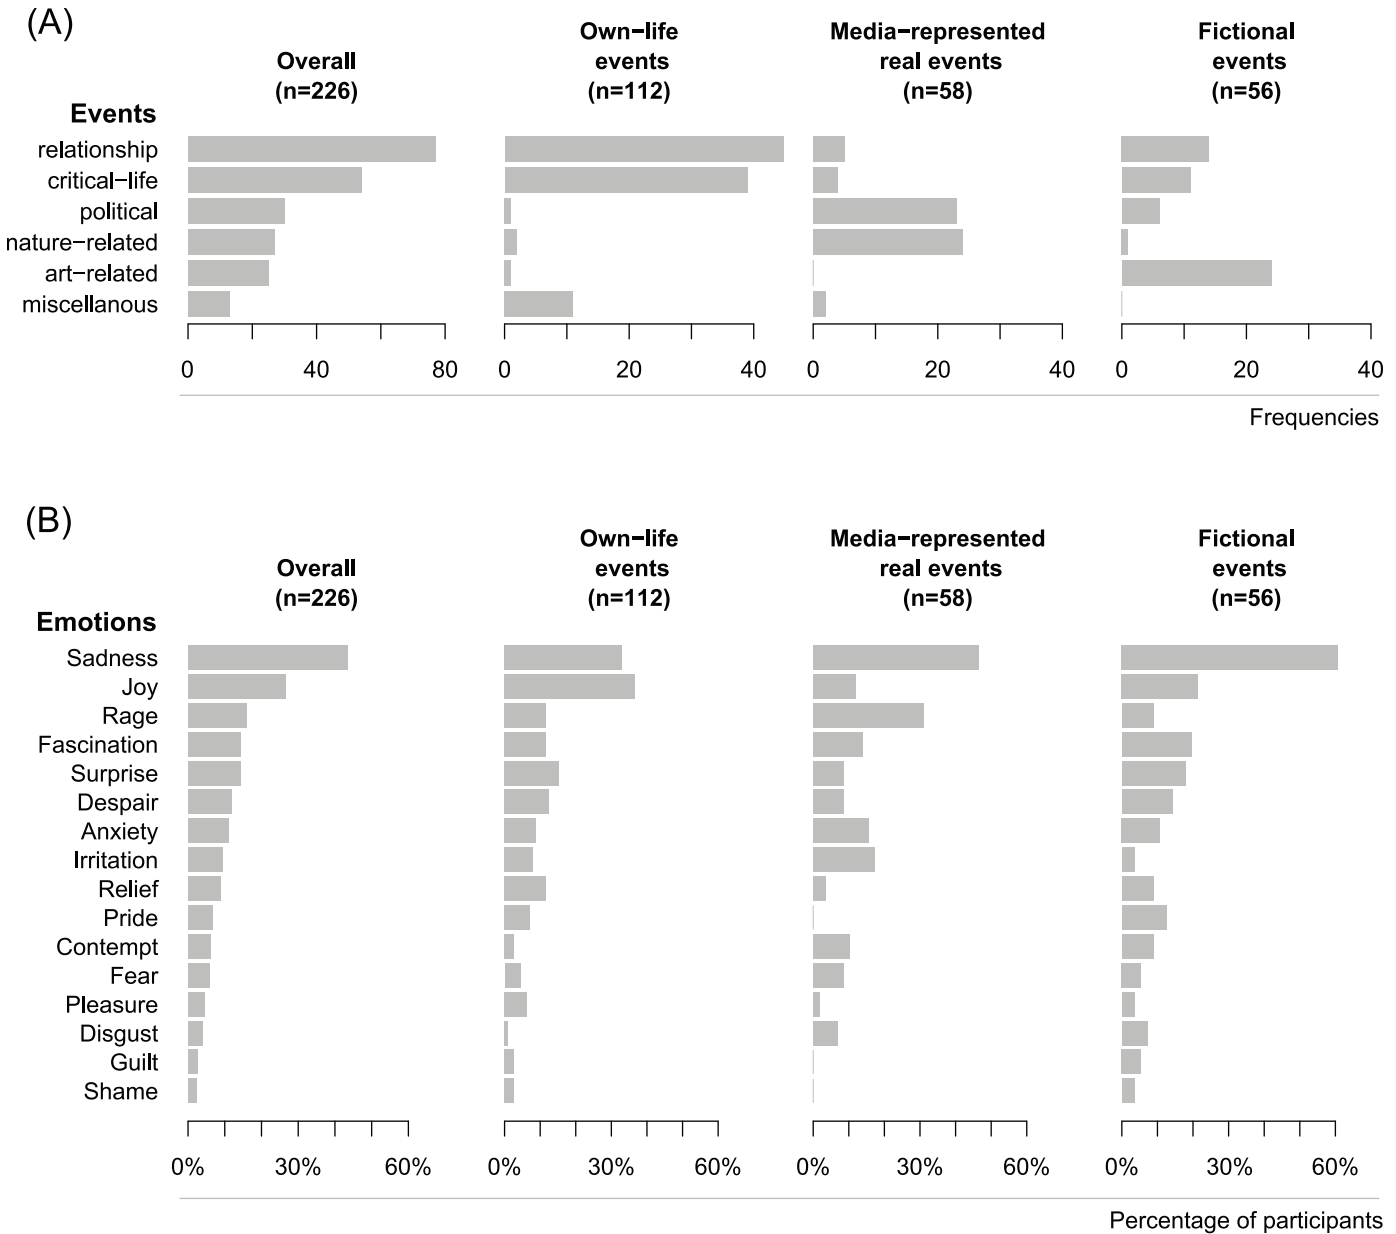 (A)
Overall
(n=226)
Own−life
events
(n=112)
Media−represented
real events
(n=58)
Fictional
events
(n=56)
Events
relationship
critical−life
political
nature−related
art−related
miscellanous
0 40 80
0 20 40
0 20 40
0 20 40
Frequencies
(B)
Overall
(n=226)
Own−life
events
(n=112)
Media−represented
real events
(n=58)
Fictional
events
(n=56)
Emotions
Sadness
Joy
Rage
Fascination
Surprise
Despair
Anxiety
Irritation
Relief
Pride
Contempt
Fear
Pleasure
Disgust
Guilt
Shame
0% 30% 60%
0% 30% 60%
0% 30% 60%
0% 30% 60%
Percentage of participants